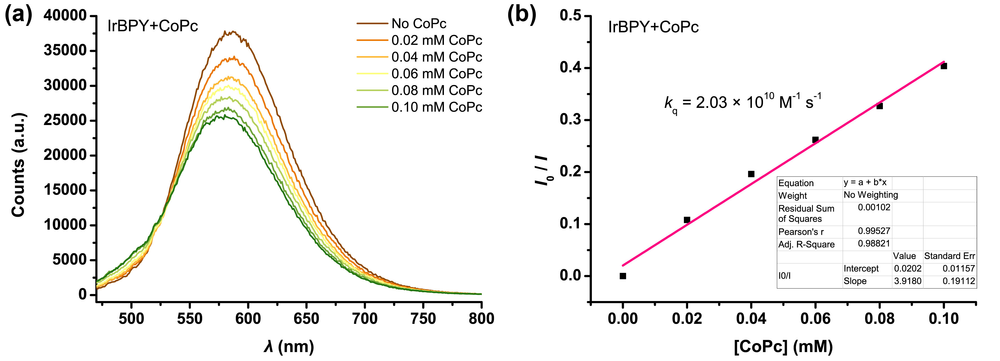 (a)
IrBPY+CoPc
No CoPc
0.02 mM CoPc
0.04 mM CoPc
0.06 mM CoPc
0.08 mM CoPc
0.10 mM CoPc
40000
35000
30000
25000
20000
15000
10000
5000
0
Counts (a.u.)
500 550 600 650 700 750 800
λ (nm)
(b)
IrBPY+CoPc
kq = 2.03 × 10^10 M^-1 s^-1
0.5
0.4
0.3
0.2
0.1
0.0
I0 / I
Equation y = a + b*x
Weight No Weighting
Residual Sum of Squares 0.00102
Pearson's r 0.99527
Adj. R-Square 0.98821
Value Standard Err
I0/I Intercept 0.0202 0.01157
Slope 3.9180 0.19112
0.00 0.02 0.04 0.06 0.08 0.10
[CoPc] (mM)